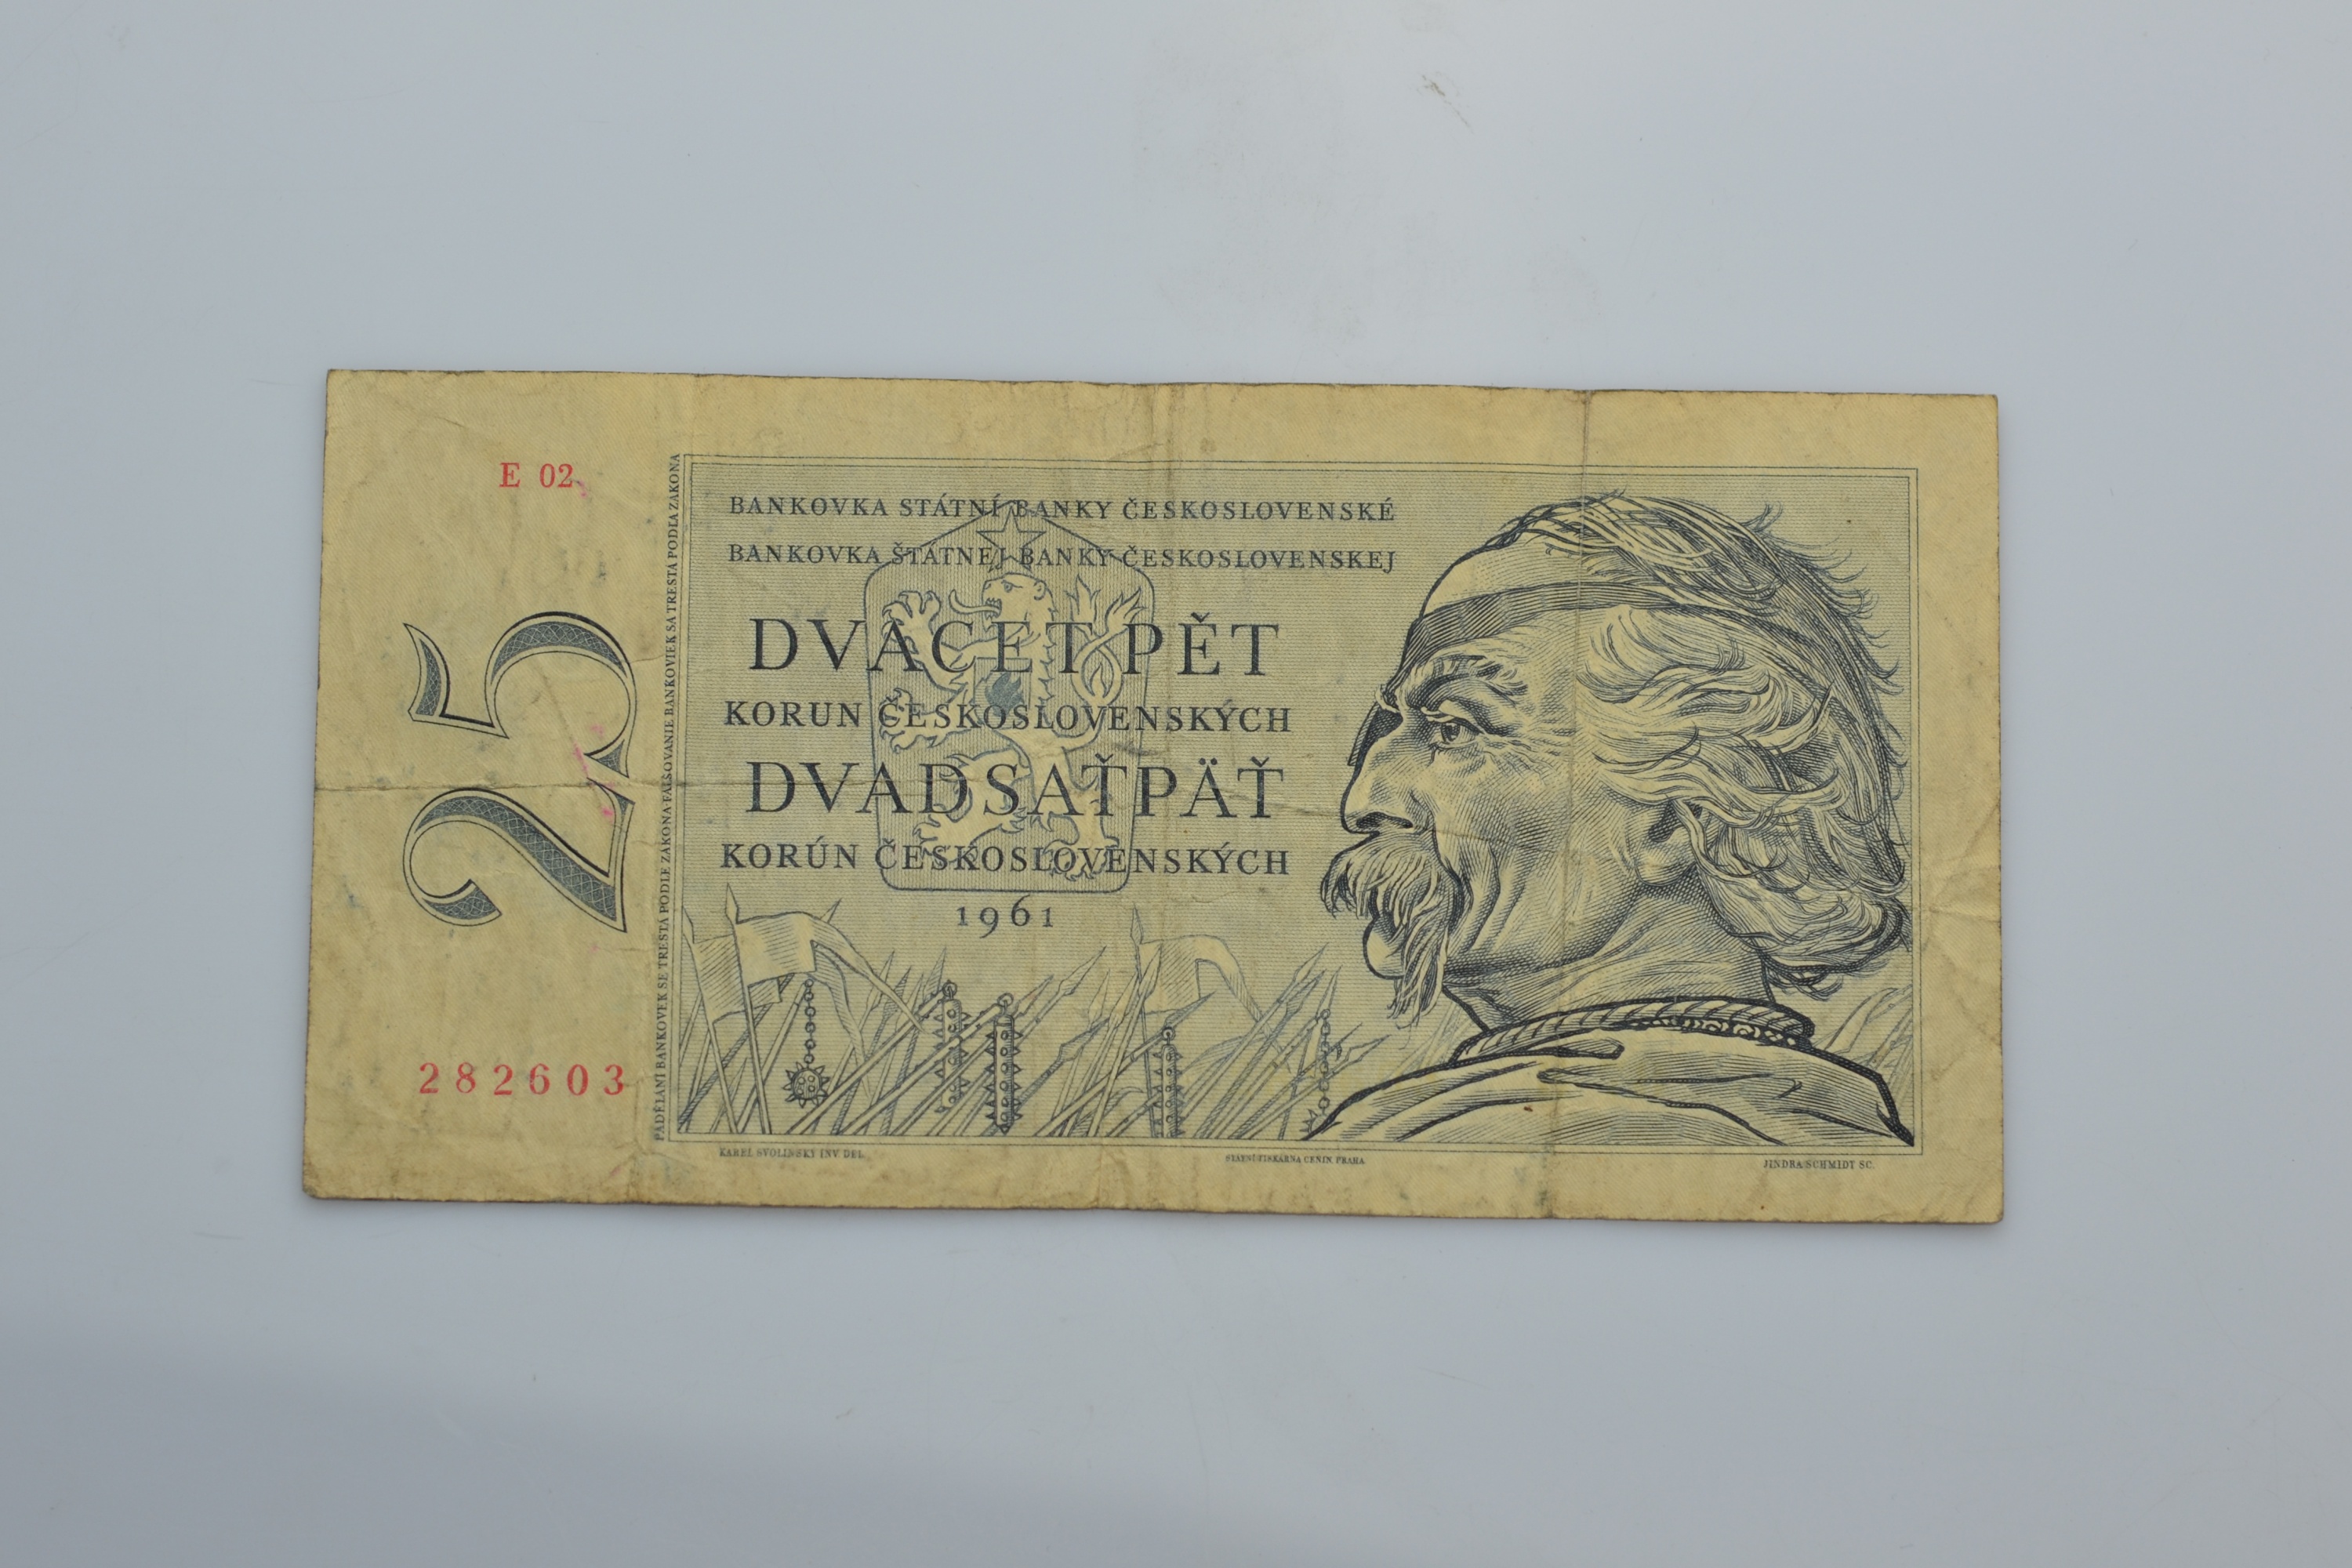 E 02
25
282603
PADĚLÁNÍ BANKOVEK SE TRESTÁ PODLE ZÁKONA FALŠOVANIE BANKOVIEK SA TRESTÁ PODĽA ZÁKONA
BANKOVKA STÁTNÍ BANKY ČESKOSLOVENSKÉ
BANKOVKA ŠTÁTNEJ BANKY ČESKOSLOVENSKEJ
DVACET PĚT
KORUN ČESKOSLOVENSKÝCH
DVADSAŤPÄŤ
KORÚN ČESKOSLOVENSKÝCH
1961
KAREL SVOLINSKÝ INV. DEL.
STÁTNÍ TISKÁRNA CENIN, PRAHA
JINDRA SCHMIDT SC.